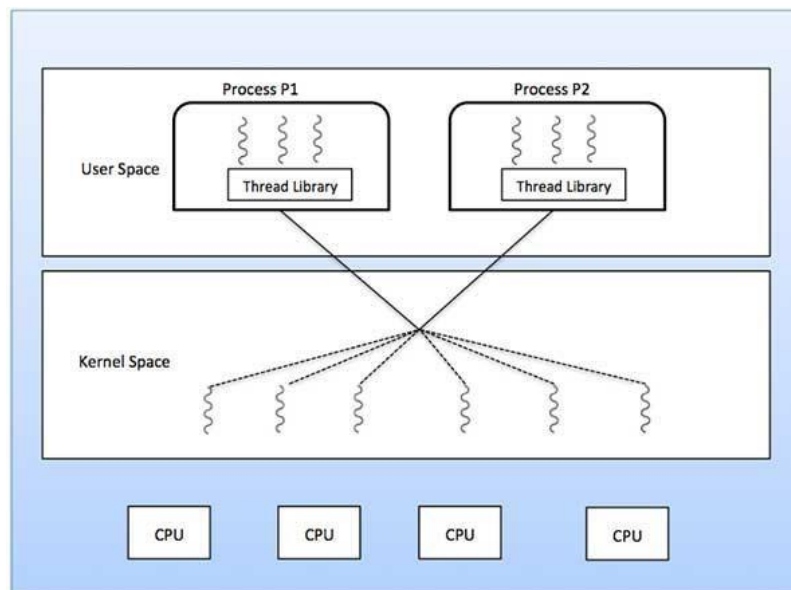 Process P1
Process P2
User Space
Thread Library
Thread Library
Kernel Space
CPU
CPU
CPU
CPU